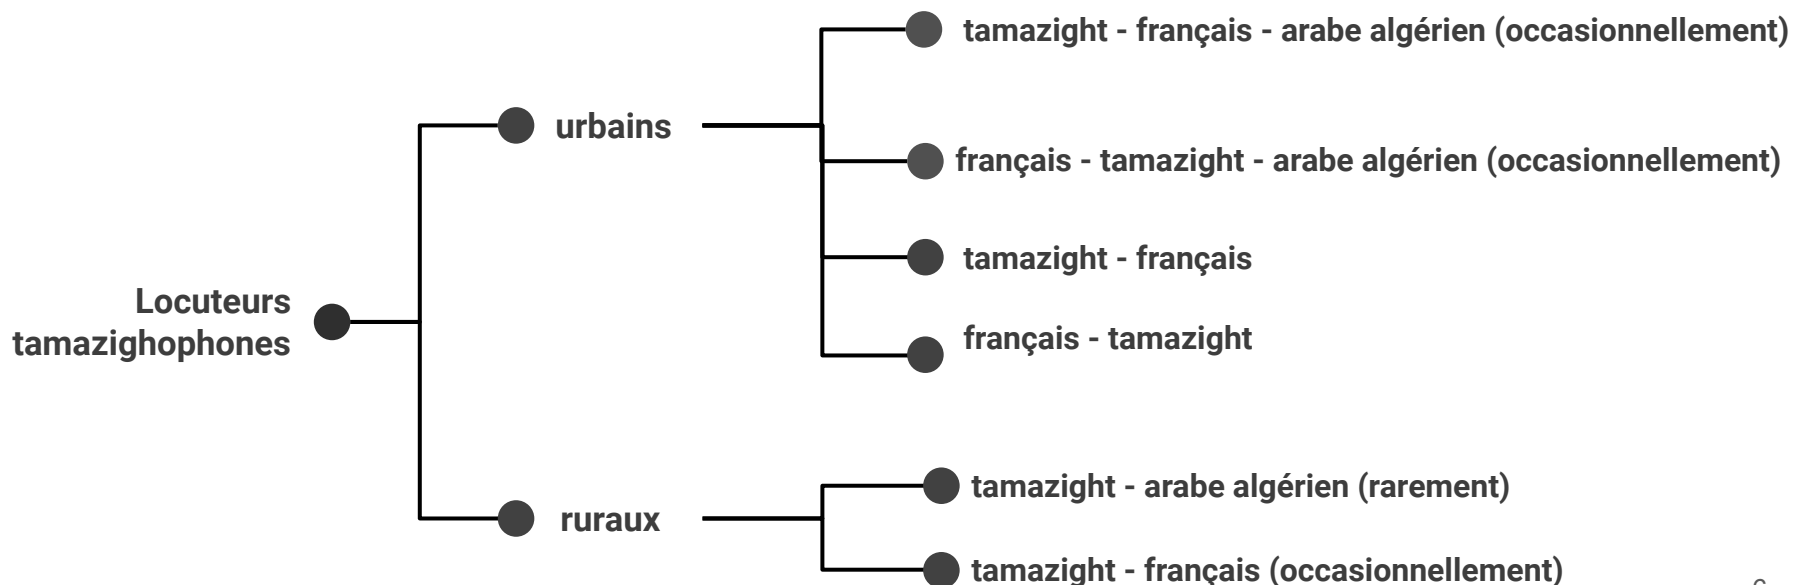 tamazight - français - arabe algérien (occasionnellement)
urbains
français - tamazight - arabe algérien (occasionnellement)
tamazight - français
Locuteurs
tamazighophones
français - tamazight
tamazight - arabe algérien (rarement)
ruraux
tamazight - français (occasionnellement)